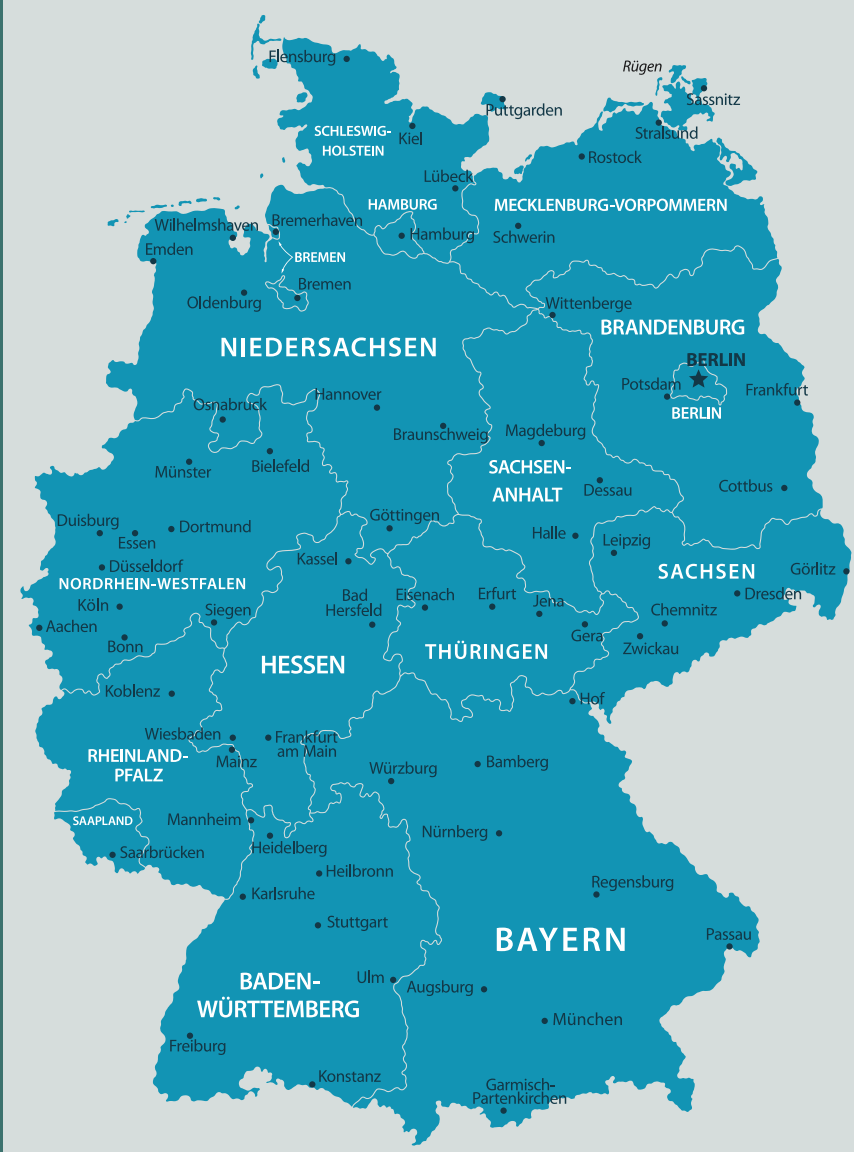 Flensburg
Rügen
Sassnitz
Puttgarden
SCHLESWIG-
HOLSTEIN
Kiel
Stralsund
Rostock
Lübeck
HAMBURG
MECKLENBURG-VORPOMMERN
Wilhelmshaven
Bremerhaven
Hamburg
Schwerin
Emden
BREMEN
Bremen
Oldenburg
Wittenberge
BRANDENBURG
NIEDERSACHSEN
BERLIN
Potsdam
Frankfurt
Hannover
Osnabruck
BERLIN
Braunschweig
Magdeburg
Münster
Bielefeld
SACHSEN-
ANHALT
Dessau
Cottbus
Duisburg
Essen
Dortmund
Göttingen
Halle
Leipzig
Düsseldorf
Kassel
SACHSEN
Görlitz
NORDRHEIN-WESTFALEN
Köln
Siegen
Bad
Hersfeld
Eisenach
Erfurt
Jena
Dresden
Chemnitz
Aachen
Bonn
Gera
Zwickau
HESSEN
THÜRINGEN
Koblenz
Hof
Wiesbaden
Frankfurt
am Main
RHEINLAND-
PFALZ
Mainz
Würzburg
Bamberg
SAAPLAND
Mannheim
Nürnberg
Heidelberg
Saarbrücken
Heilbronn
Karlsruhe
Regensburg
Stuttgart
BAYERN
Passau
BADEN-
WÜRTTEMBERG
Ulm
Augsburg
München
Freiburg
Konstanz
Garmisch-
Partenkirchen